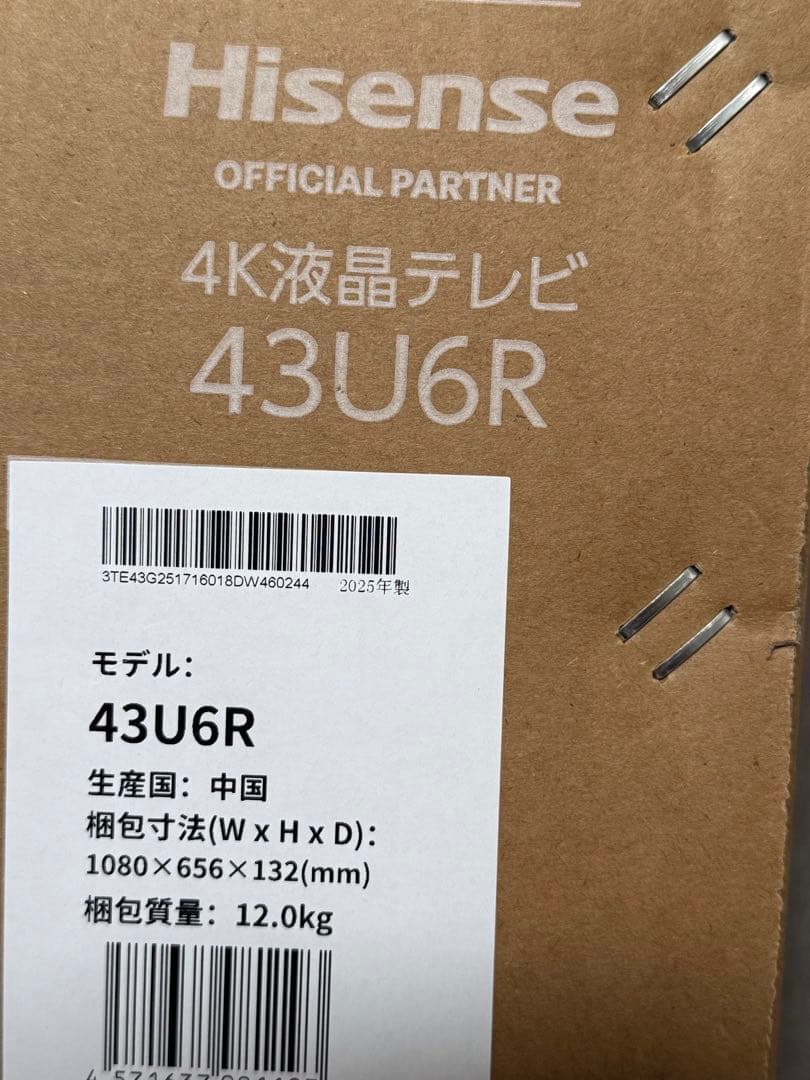 Hisense
OFFICIAL PARTNER
4K液晶テレビ
43U6R
3TE43G251716018DW460244 2025年製
モデル:
43U6R
生産国: 中国
梱包寸法(W x H x D):
1080×656×132(mm)
梱包質量: 12.0kg